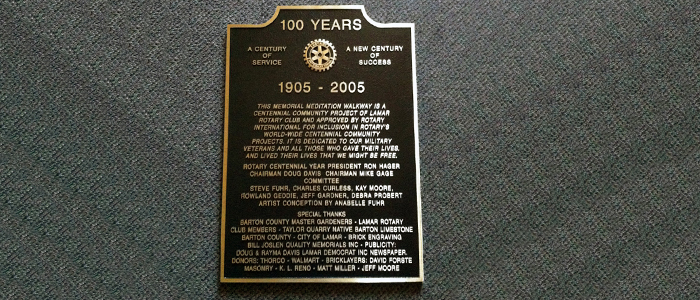 100 YEARS
A CENTURY OF SERVICE
A NEW CENTURY OF SUCCESS
1905 - 2005
THIS MEMORIAL MEDITATION WALKWAY IS A
CENTENNIAL COMMUNITY PROJECT OF LAMAR
ROTARY CLUB AND APPROVED BY ROTARY
INTERNATIONAL FOR INCLUSION IN ROTARY'S
WORLD-WIDE CENTENNIAL COMMUNITY
PROJECTS. IT IS DEDICATED TO OUR MILITARY
VETERANS AND ALL THOSE WHO GAVE THEIR LIVES,
AND LIVED THEIR LIVES THAT WE MIGHT BE FREE.
ROTARY CENTENNIAL YEAR PRESIDENT RON HAGER
CHAIRMAN DOUG DAVIS CHAIRMAN MIKE GAGE
COMMITTEE
STEVE FUHR, CHARLES CURLESS, KAY MOORE,
ROWLAND GEDDIE, JEFF GARDNER, DEBRA PROBERT
ARTIST CONCEPTION BY ANABELLE FUHR
SPECIAL THANKS
BARTON COUNTY MASTER GARDENERS - LAMAR ROTARY
CLUB MEMBERS - TAYLOR QUARRY NATIVE BARTON LIMESTONE
BARTON COUNTY - CITY OF LAMAR - BRICK ENGRAVING
BILL JOSLEN QUALITY MEMORIALS INC - PUBLICITY:
DOUG & RAYMA DAVIS LAMAR DEMOCRAT INC NEWSPAPER.
DONORS: THORCO - WALMART - BRICKLAYERS: DAVID FORSTE
MASONRY - K. L. RENO - MATT MILLER - JEFF MOORE